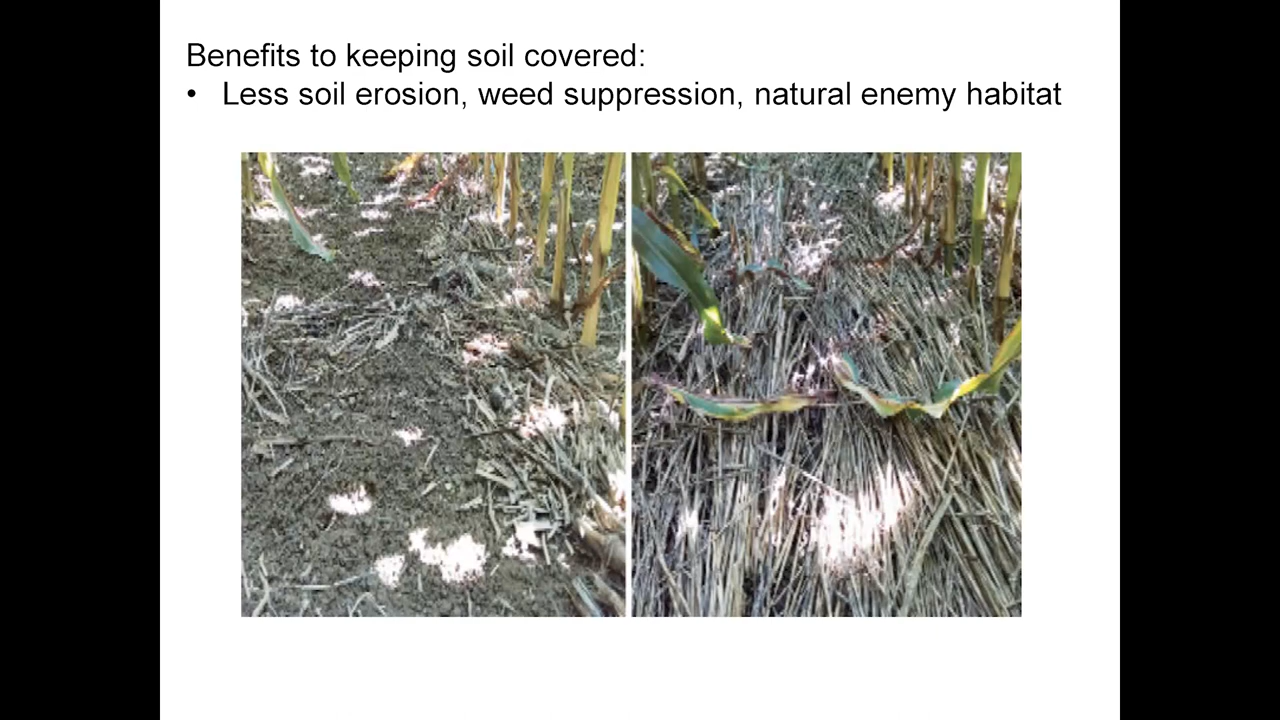 Benefits to keeping soil covered:
• Less soil erosion, weed suppression, natural enemy habitat